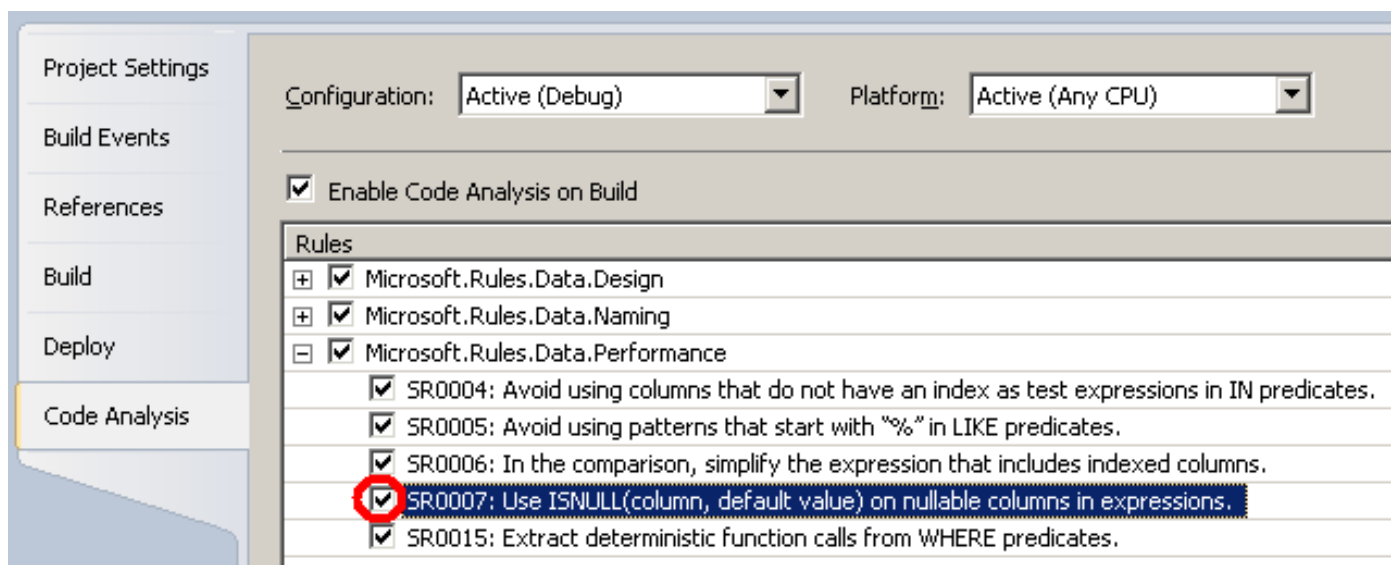 Project Settings
Build Events
References
Build
Deploy
Code Analysis
Configuration: Active (Debug) Platform: Active (Any CPU)
Enable Code Analysis on Build
Rules
Microsoft.Rules.Data.Design
Microsoft.Rules.Data.Naming
Microsoft.Rules.Data.Performance
SR0004: Avoid using columns that do not have an index as test expressions in IN predicates.
SR0005: Avoid using patterns that start with “%” in LIKE predicates.
SR0006: In the comparison, simplify the expression that includes indexed columns.
SR0007: Use ISNULL(column, default value) on nullable columns in expressions.
SR0015: Extract deterministic function calls from WHERE predicates.